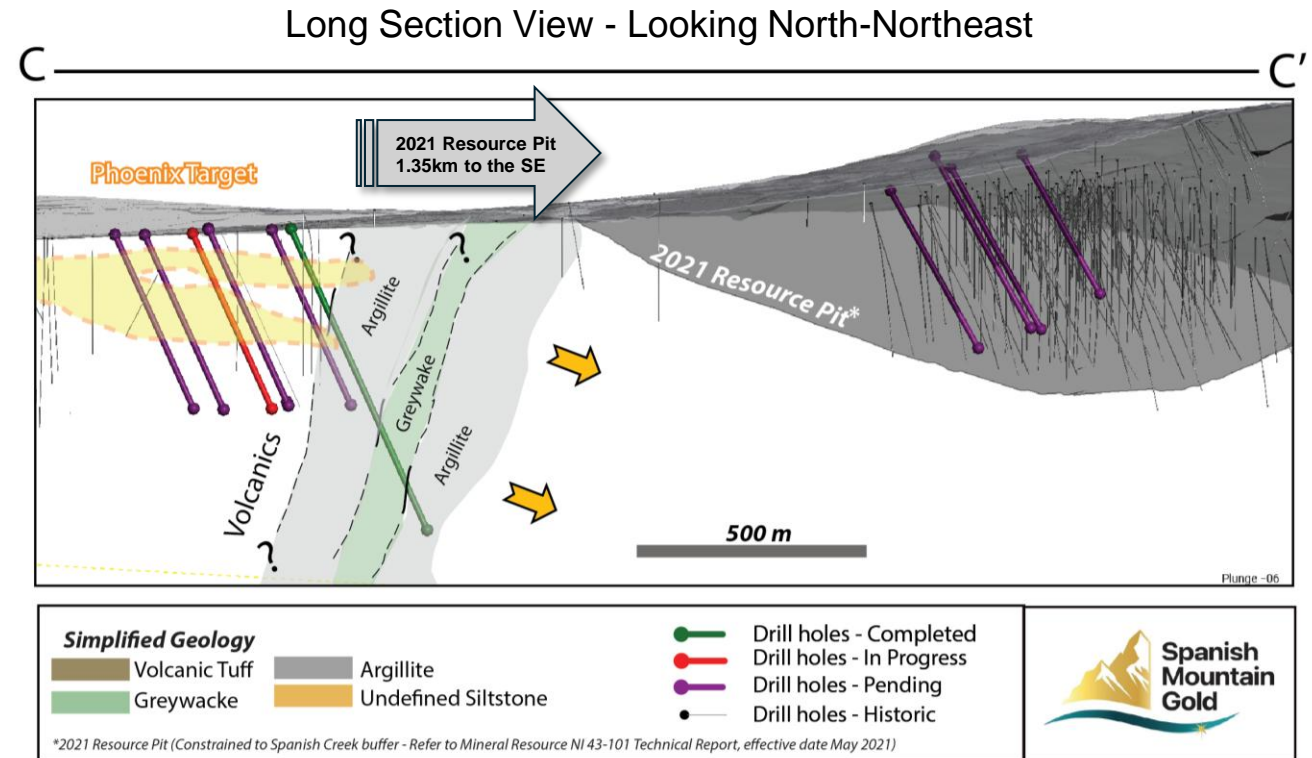 Long Section View - Looking North-Northeast
C
C'
2021 Resource Pit
1.35km to the SE
Phoenix Target
?
?
Argillite
2021 Resource Pit*
Greywake
Argillite
Volcanics
?
500 m
Plunge -06
Simplified Geology
Volcanic Tuff
Argillite
Greywacke
Undefined Siltstone
Drill holes - Completed
Drill holes - In Progress
Drill holes - Pending
Drill holes - Historic
*2021 Resource Pit (Constrained to Spanish Creek buffer - Refer to Mineral Resource NI 43-101 Technical Report, effective date May 2021)
Spanish
Mountain
Gold